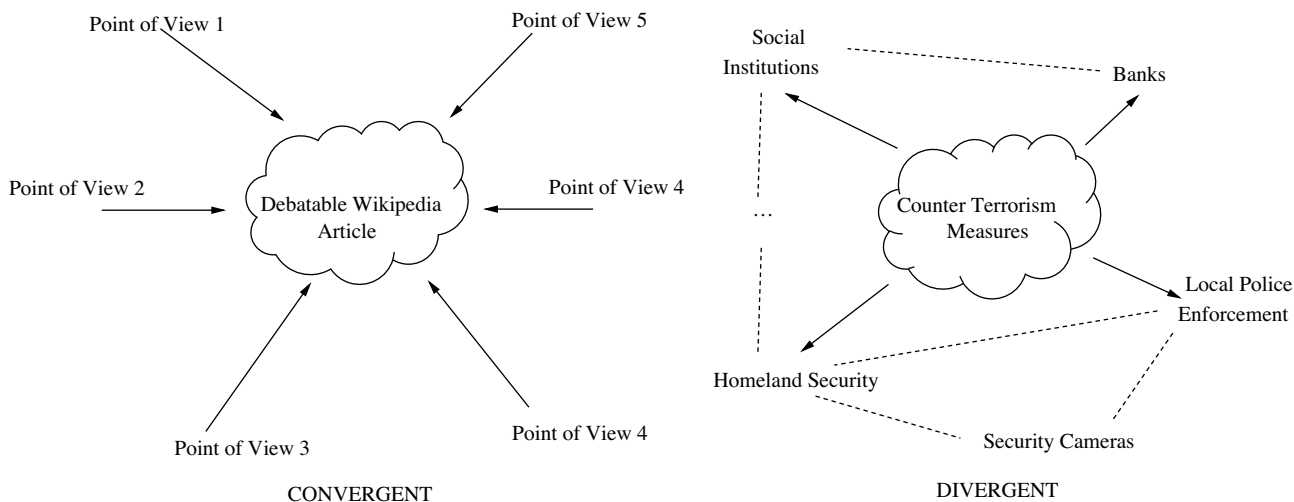 Point of View 1
Point of View 5
Point of View 2
Debatable Wikipedia
Article
Point of View 4
Point of View 3
Point of View 4
CONVERGENT
Social
Institutions
Banks
...
Counter Terrorism
Measures
Local Police
Enforcement
Homeland Security
Security Cameras
DIVERGENT